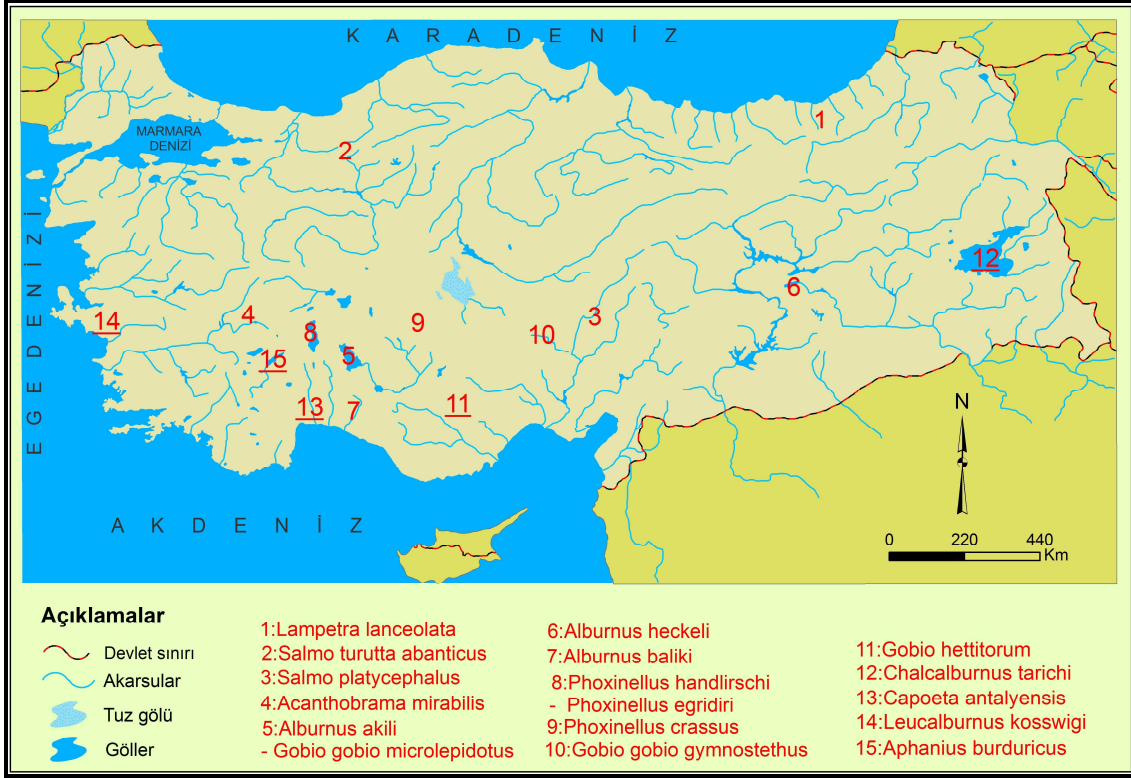 K A R A D E N İ Z
MARMARA
DENİZİ
E G E D E N İ Z İ
A K D E N İ Z
1
2
12
6
14
4
8
9
3
10
15
5
13
7
11
N
0 220 440
Km
Açıklamalar
Devlet sınırı
Akarsular
Tuz gölü
Göller
1:Lampetra lanceolata
2:Salmo turutta abanticus
3:Salmo platycephalus
4:Acanthobrama mirabilis
5:Alburnus akili
- Gobio gobio microlepidotus
6:Alburnus heckeli
7:Alburnus baliki
8:Phoxinellus handlirschi
- Phoxinellus egridiri
9:Phoxinellus crassus
10:Gobio gobio gymnostethus
11:Gobio hettitorum
12:Chalcalburnus tarichi
13:Capoeta antalyensis
14:Leucalburnus kosswigi
15:Aphanius burduricus